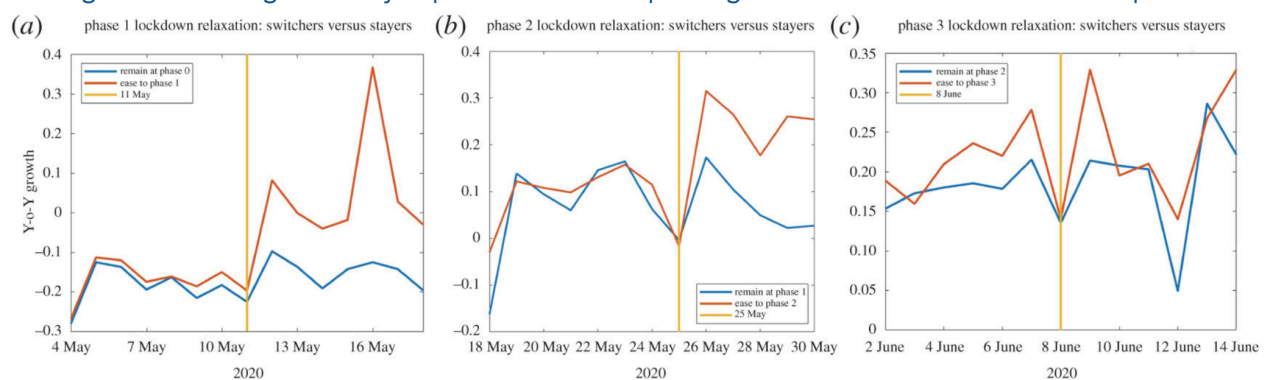 (a) phase 1 lockdown relaxation: switchers versus stayers
0.4
0.3
0.2
0.1
0
−0.1
−0.2
−0.3
Y-o-Y growth
remain at phase 0
ease to phase 1
11 May
4 May 7 May 10 May 13 May 16 May
2020
(b) phase 2 lockdown relaxation: switchers versus stayers
0.4
0.3
0.2
0.1
0
−0.1
−0.2
remain at phase 1
ease to phase 2
25 May
18 May 20 May 22 May 24 May 26 May 28 May 30 May
2020
(c) phase 3 lockdown relaxation: switchers versus stayers
0.35
0.30
0.25
0.20
0.15
0.10
0.05
0
remain at phase 2
ease to phase 3
8 June
2 June 4 June 6 June 8 June 10 June 12 June 14 June
2020